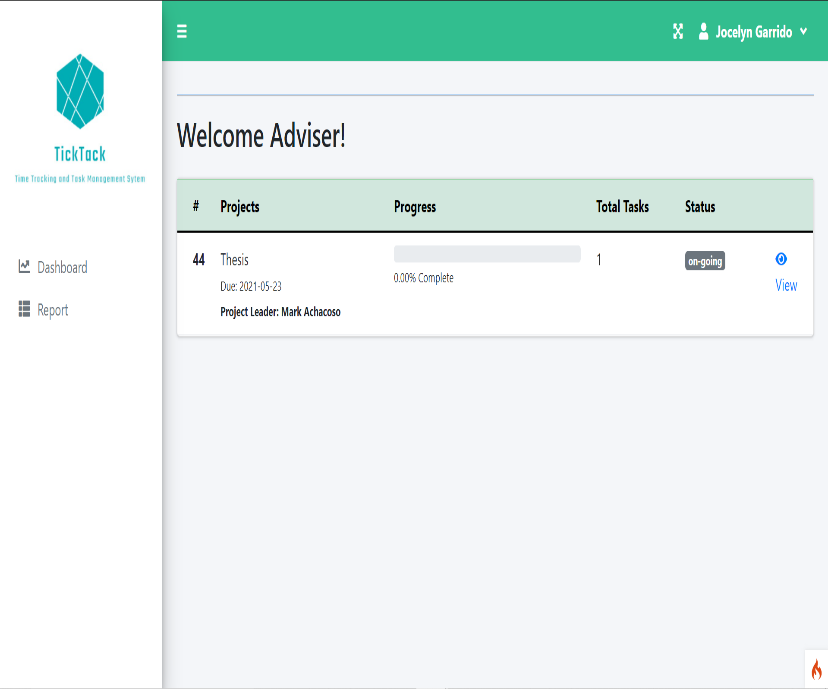 Jocelyn Garrido
TickTack
Time Tracking and Task Management Sytem
Dashboard
Report
Welcome Adviser!
# Projects Progress Total Tasks Status
44 Thesis 1 on-going
Due: 2021-05-23 0.00% Complete View
Project Leader: Mark Achacoso